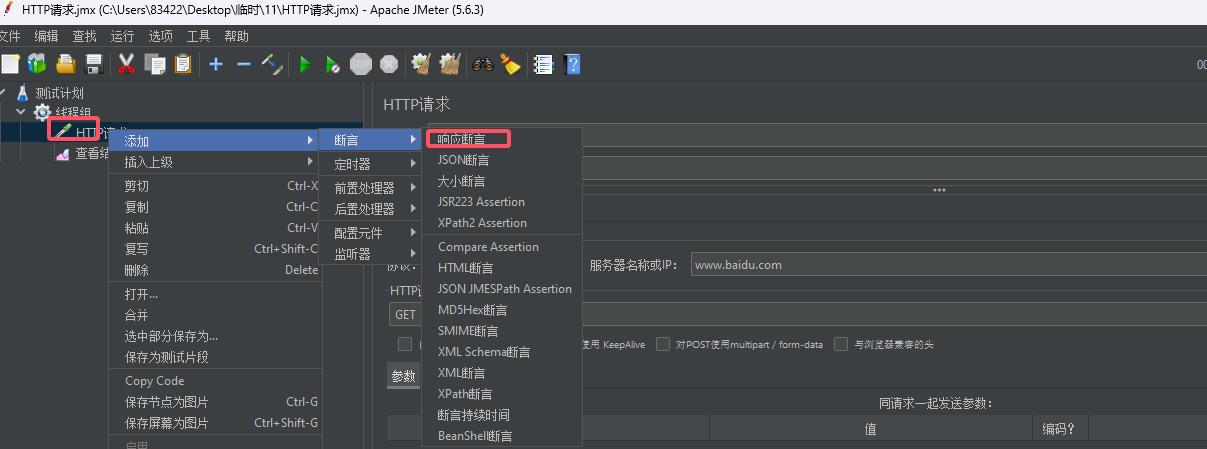 HTTP请求.jmx (C:\Users\83422\Desktop\临时\11\HTTP请求.jmx) - Apache JMeter (5.6.3)
文件 编辑 查找 运行 选项 工具 帮助
STOP
00
测试计划
线程组
HTTP请求
查看结
HTTP请求
添加
插入上级
剪切 Ctrl-X
复制 Ctrl-C
粘贴 Ctrl-V
复写 Ctrl+Shift-C
删除 Delete
打开...
合并
选中部分保存为...
保存为测试片段
Copy Code
保存节点为图片 Ctrl-G
保存屏幕为图片 Ctrl+Shift-G
启用
断言
定时器
前置处理器
后置处理器
配置元件
监听器
响应断言
JSON断言
大小断言
JSR223 Assertion
XPath2 Assertion
Compare Assertion
HTML断言
JSON JMESPath Assertion
MD5Hex断言
SMIME断言
XML Schema断言
XML断言
XPath断言
断言持续时间
BeanShell断言
协议: 服务器名称或IP: www.baidu.com
HTTP请
GET
使用 KeepAlive 对POST使用multipart / form-data 与浏览器兼容的头
参数
同请求一起发送参数:
值 编码?